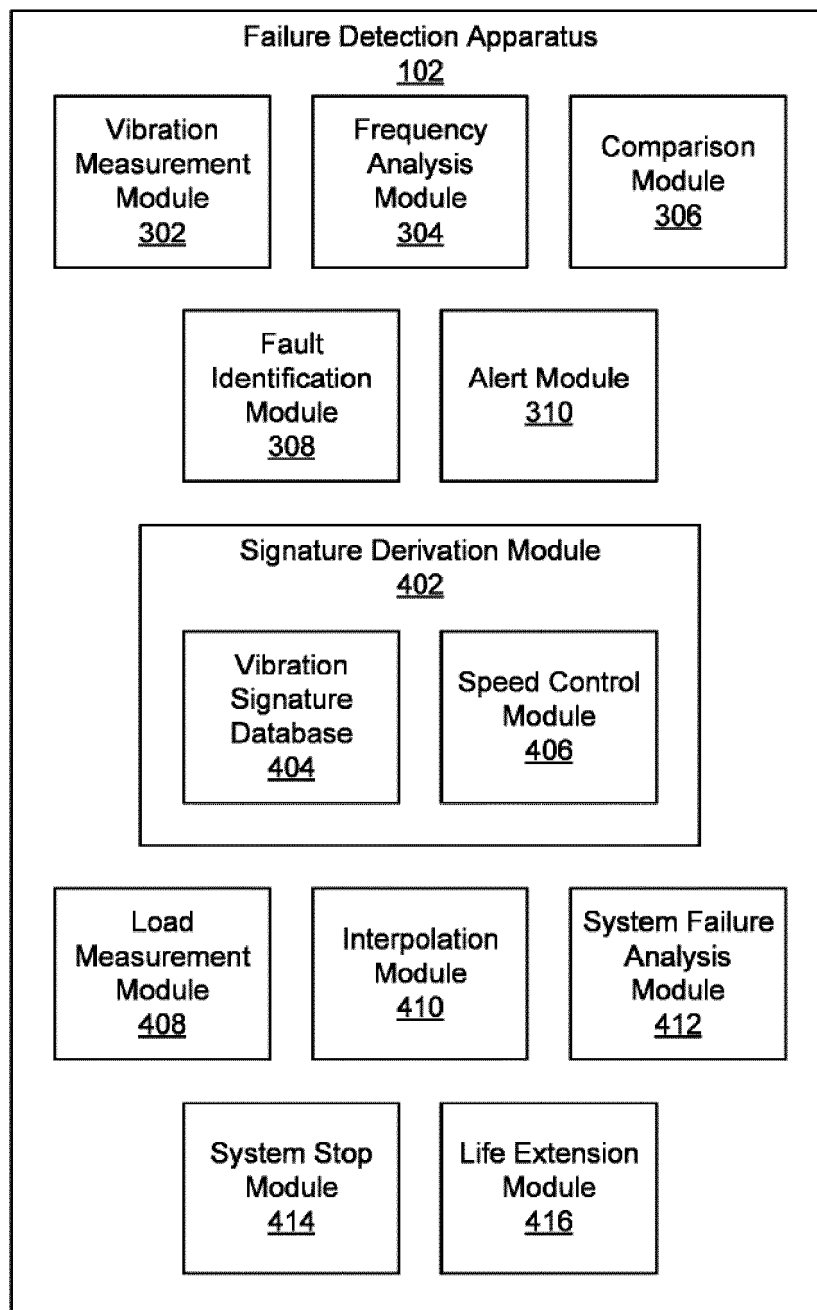 Failure Detection Apparatus
102
Vibration
Measurement
Module
302
Frequency
Analysis
Module
304
Comparison
Module
306
Fault
Identification
Module
308
Alert Module
310
Signature Derivation Module
402
Vibration
Signature
Database
404
Speed Control
Module
406
Load
Measurement
Module
408
Interpolation
Module
410
System Failure
Analysis
Module
412
System Stop
Module
414
Life Extension
Module
416